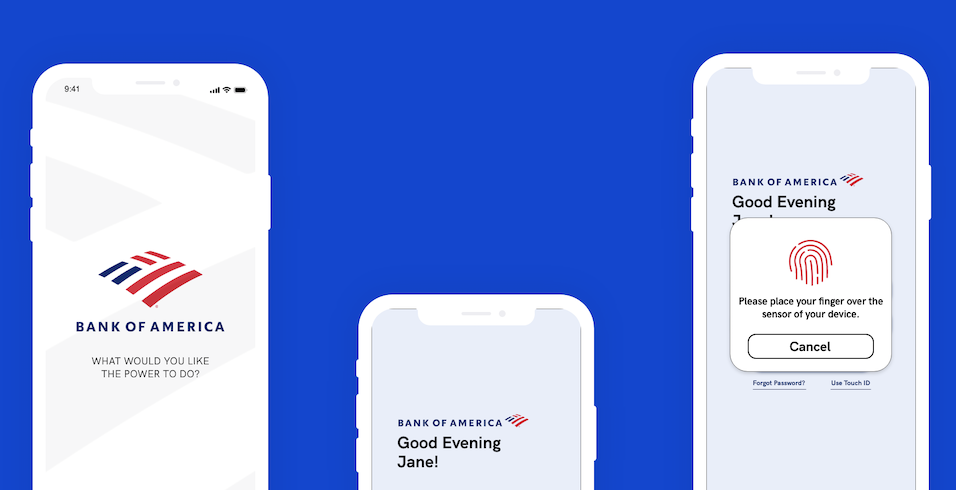 9:41
BANK OF AMERICA
WHAT WOULD YOU LIKE
THE POWER TO DO?
BANK OF AMERICA
Good Evening
Jane!
BANK OF AMERICA
Good Evening
Please place your finger over the
sensor of your device.
Cancel
Forgot Password?
Use Touch ID